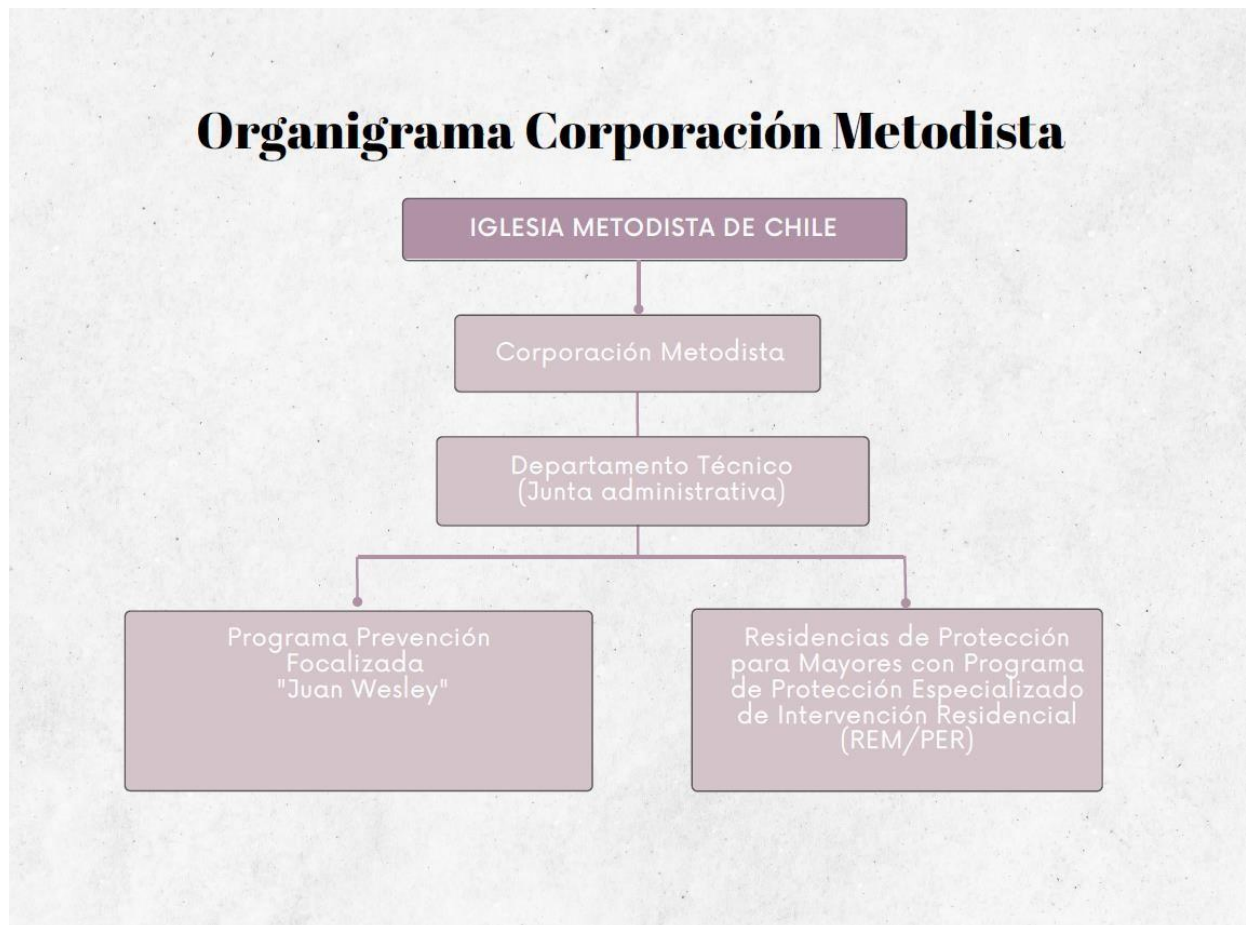 Organigrama Corporación Metodista
IGLESIA METODISTA DE CHILE
Corporación Metodista
Departamento Técnico
(Junta administrativa)
Programa Prevención
Focalizada
"Juan Wesley"
Residencias de Protección
para Mayores con Programa
de Protección Especializado
de Intervención Residencial
(REM/PER)